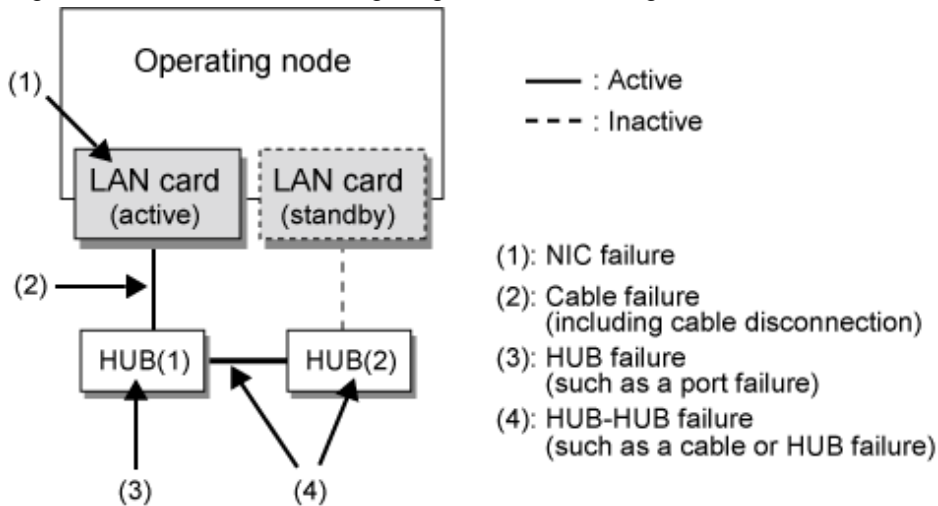 Operating node
(1)
: Active
: Inactive
LAN card
(active)
LAN card
(standby)
(2)
HUB(1)
HUB(2)
(3)
(4)
(1): NIC failure
(2): Cable failure
(including cable disconnection)
(3): HUB failure
(such as a port failure)
(4): HUB-HUB failure
(such as a cable or HUB failure)